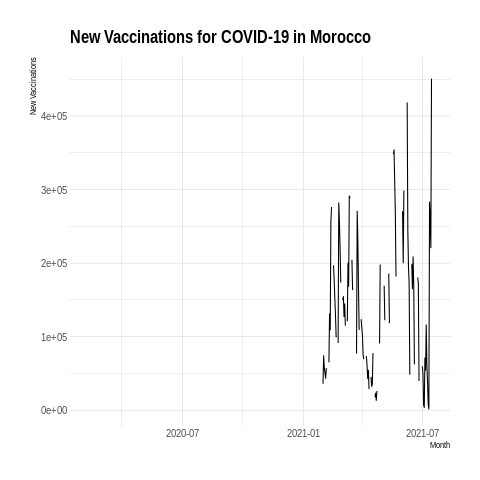 New Vaccinations for COVID-19 in Morocco
New Vaccinations
4e+05
3e+05
2e+05
1e+05
0e+00
2020-07
2021-01
2021-07
Month